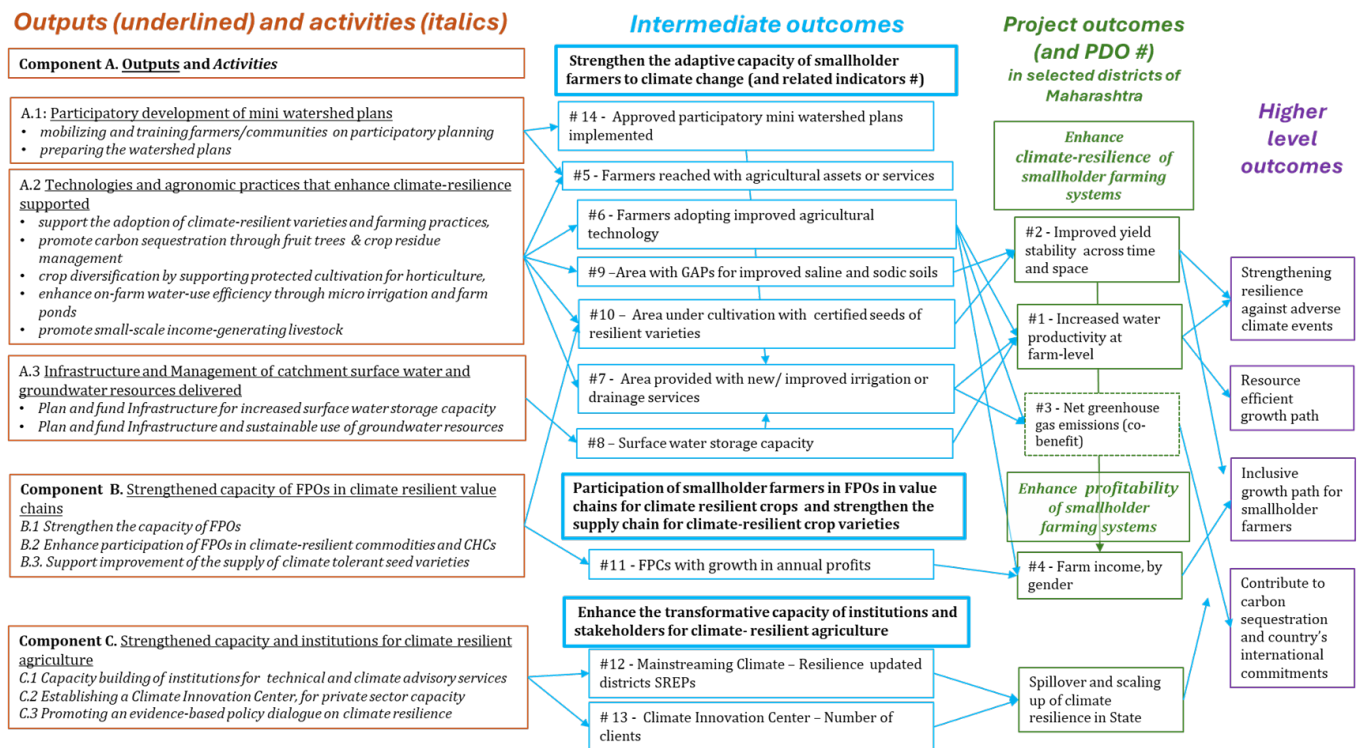 Outputs (underlined) and activities (italics)
Component A. Outputs and Activities
A.1: Participatory development of mini watershed plans
• mobilizing and training farmers/communities on participatory planning
• preparing the watershed plans
A.2 Technologies and agronomic practices that enhance climate-resilience
supported
• support the adoption of climate-resilient varieties and farming practices,
• promote carbon sequestration through fruit trees & crop residue
management
• crop diversification by supporting protected cultivation for horticulture,
• enhance on-farm water-use efficiency through micro irrigation and farm
ponds
• promote small-scale income-generating livestock
A.3 Infrastructure and Management of catchment surface water and
groundwater resources delivered
• Plan and fund Infrastructure for increased surface water storage capacity
• Plan and fund Infrastructure and sustainable use of groundwater resources
Component B. Strengthened capacity of FPOs in climate resilient value
chains
B.1 Strengthen the capacity of FPOs
B.2 Enhance participation of FPOs in climate-resilient commodities and CHCs
B.3. Support improvement of the supply of climate tolerant seed varieties
Component C. Strengthened capacity and institutions for climate resilient
agriculture
C.1 Capacity building of institutions for technical and climate advisory services
C.2 Establishing a Climate Innovation Center, for private sector capacity
C.3 Promoting an evidence-based policy dialogue on climate resilience
Intermediate outcomes
Strengthen the adaptive capacity of smallholder
farmers to climate change (and related indicators #)
# 14 - Approved participatory mini watershed plans
implemented
#5 - Farmers reached with agricultural assets or services
#6 - Farmers adopting improved agricultural
technology
#9 –Area with GAPs for improved saline and sodic soils
#10 – Area under cultivation with certified seeds of
resilient varieties
#7 - Area provided with new/ improved irrigation or
drainage services
#8 – Surface water storage capacity
Participation of smallholder farmers in FPOs in value
chains for climate resilient crops and strengthen the
supply chain for climate-resilient crop varieties
#11 - FPCs with growth in annual profits
Enhance the transformative capacity of institutions and
stakeholders for climate- resilient agriculture
#12 - Mainstreaming Climate – Resilience updated
districts SREPs
# 13 - Climate Innovation Center – Number of
clients
Project outcomes
(and PDO #)
in selected districts of
Maharashtra
Enhance
climate-resilience of
smallholder farming
systems
#2 - Improved yield
stability across time
and space
#1 - Increased water
productivity at
farm-level
#3 - Net greenhouse
gas emissions (co-
benefit)
Enhance profitability
of smallholder
farming systems
#4 - Farm income, by
gender
Spillover and scaling
up of climate
resilience in State
Higher
level
outcomes
Strengthening
resilience
against adverse
climate events
Resource
efficient
growth path
Inclusive
growth path for
smallholder
farmers
Contribute to
carbon
sequestration
and country's
international
commitments